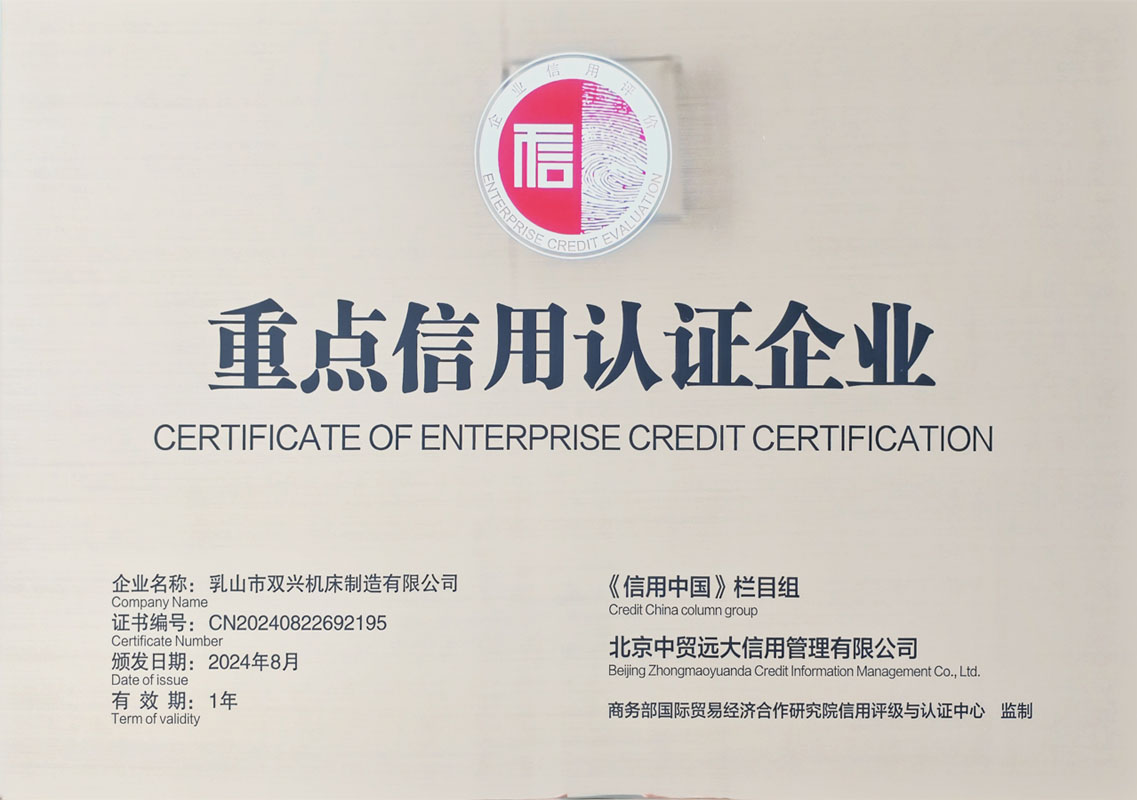 企业信用评价
信
ENTERPRISE CREDIT EVALUATION
重点信用认证企业
CERTIFICATE OF ENTERPRISE CREDIT CERTIFICATION
企业名称：乳山市双兴机床制造有限公司
Company Name
证书编号：CN20240822692195
Certificate Number
颁发日期：2024年8月
Date of issue
有 效 期：1年
Term of validity
《信用中国》栏目组
Credit China column group
北京中贸远大信用管理有限公司
Beijing Zhongmaoyuanda Credit Information Management Co., Ltd.
商务部国际贸易经济合作研究院信用评级与认证中心 监制